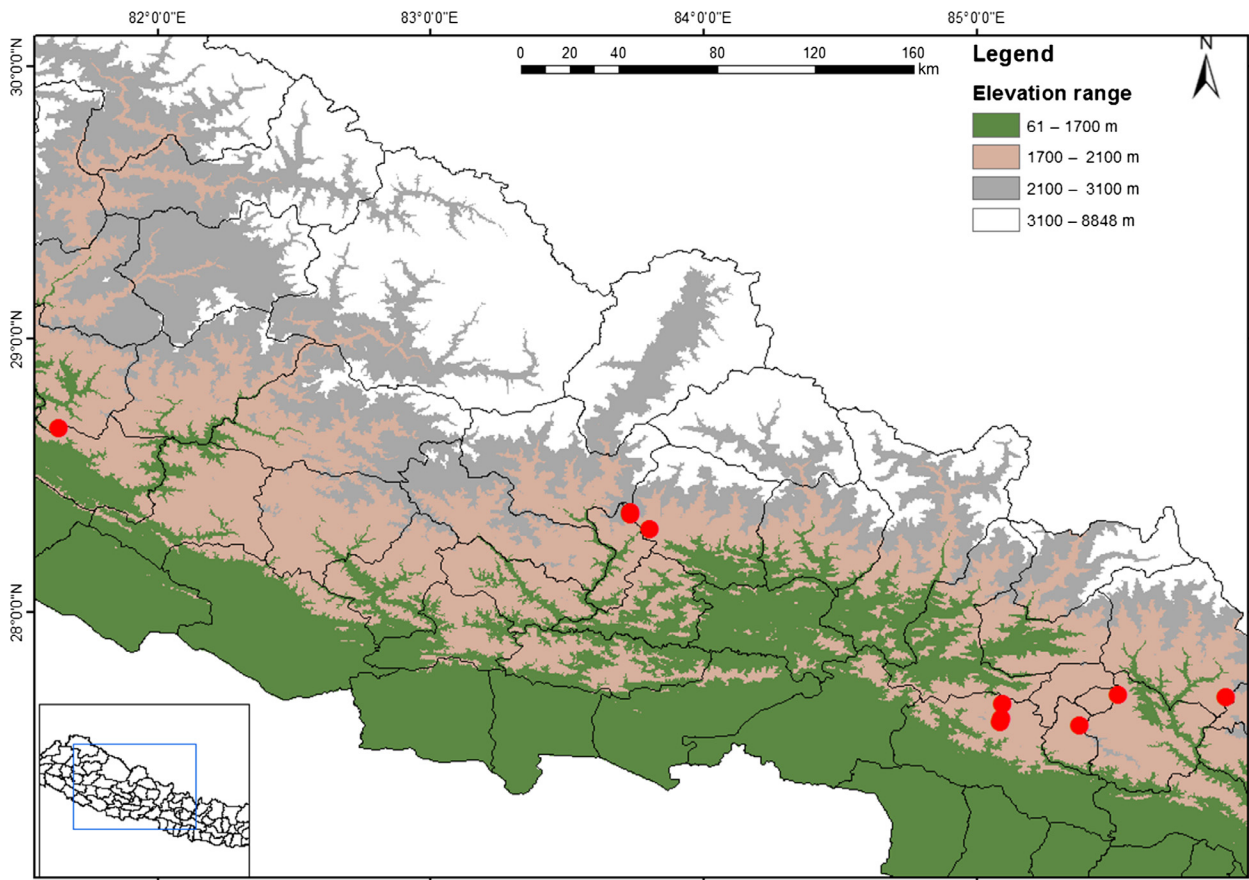 82°0'0"E 83°0'0"E 84°0'0"E 85°0'0"E
0 20 40 80 120 160
km
N
Legend
Elevation range
61 – 1700 m
1700 – 2100 m
2100 – 3100 m
3100 – 8848 m
30°0'0"N
29°0'0"N
28°0'0"N